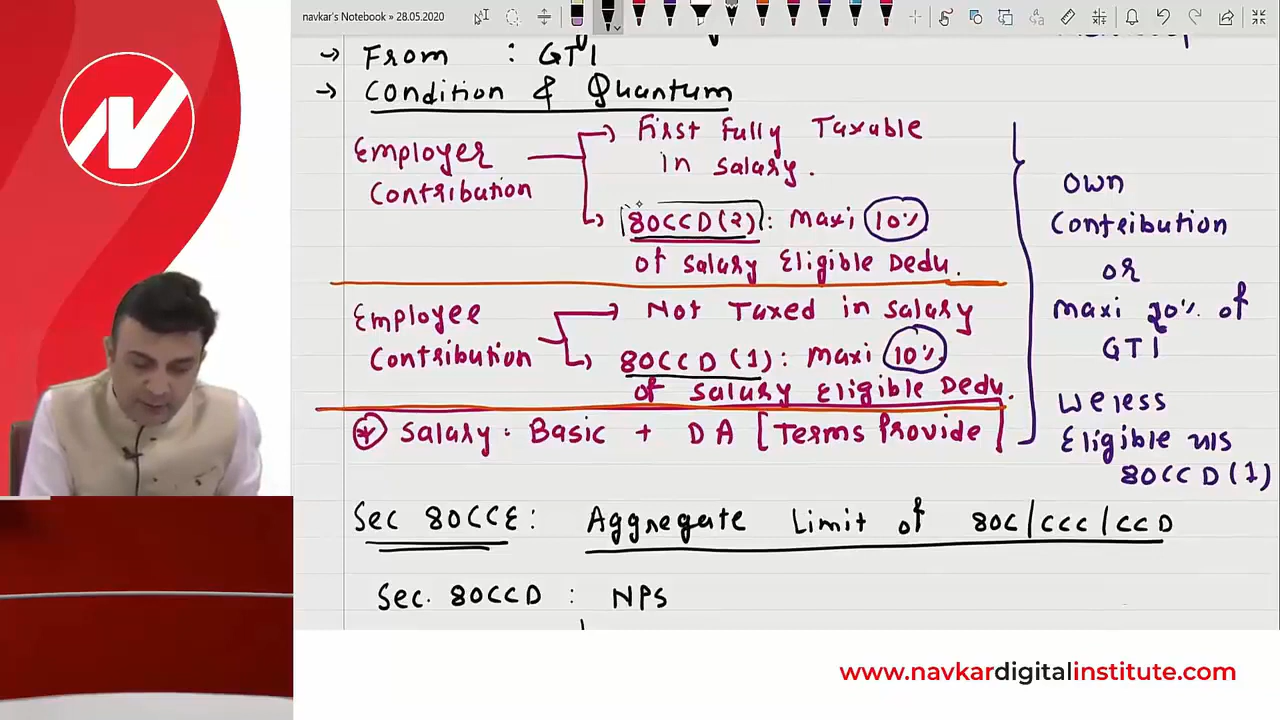 navkar's Notebook » 28.05.2020
→ From : GTI
→ Condition & Quantum
Employer Contribution
→ First Fully Taxable in salary.
→ 80CCD(2): Maxi 10% of salary Eligible Dedu.
Employee Contribution
→ Not Taxed in salary
→ 80CCD(1): Maxi 10% of salary Eligible Dedu.
* Salary: Basic + DA [Terms Provide]
own
Contribution
or
Maxi 20% of
GTI
we less
Eligible u/s
80CCD(1)
Sec 80CCE: Aggregate Limit of 80C/CCC/CCD
Sec. 80CCD : NPS
www.navkardigitalinstitute.com